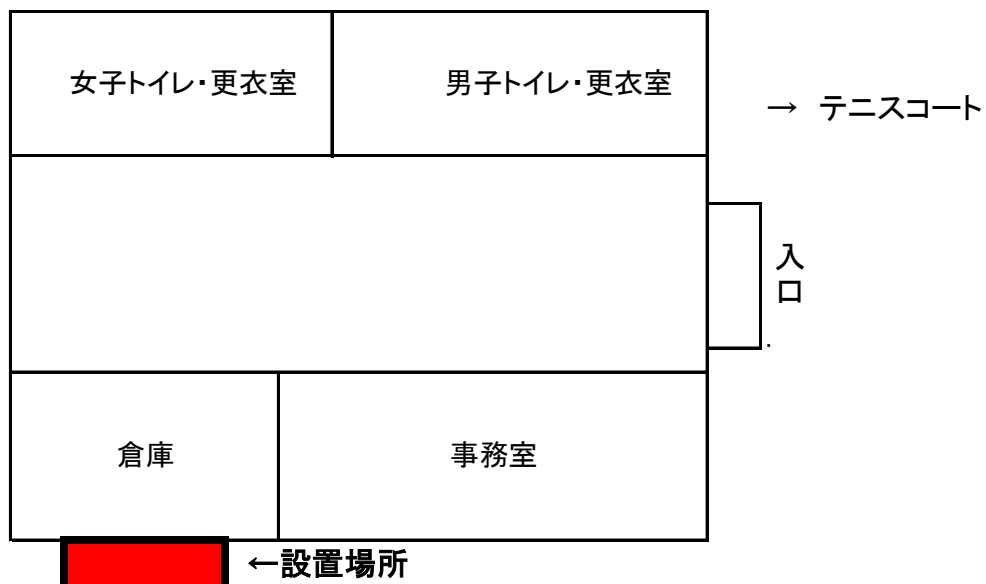 女子トイレ・更衣室
男子トイレ・更衣室
→ テニスコート
入口
倉庫
事務室
←設置場所